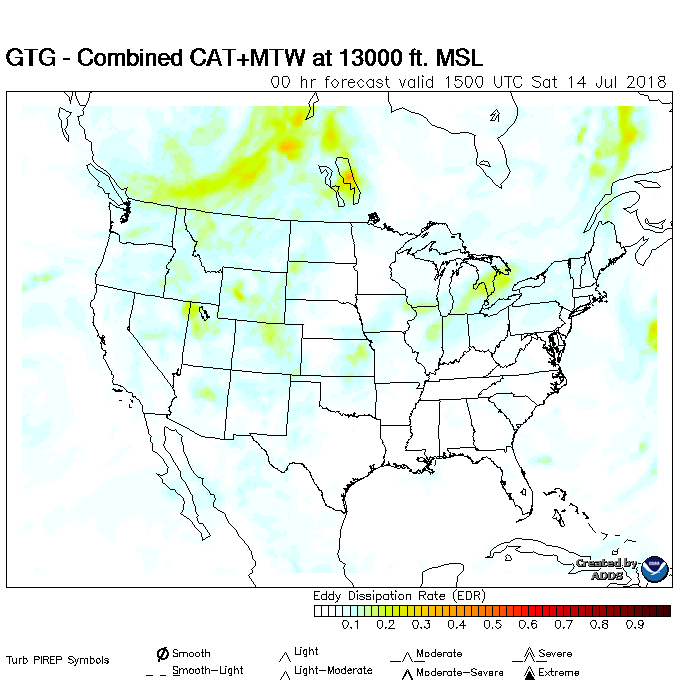 GTG - Combined CAT+MTW at 13000 ft. MSL
00 hr forecast valid 1500 UTC Sat 14 Jul 2018
Created by
ADDS
Eddy Dissipation Rate (EDR)
0.1 0.2 0.3 0.4 0.5 0.6 0.7 0.8 0.9
Turb PIREP Symbols
Smooth Light Moderate Severe
Smooth-Light Light-Moderate Moderate-Severe Extreme